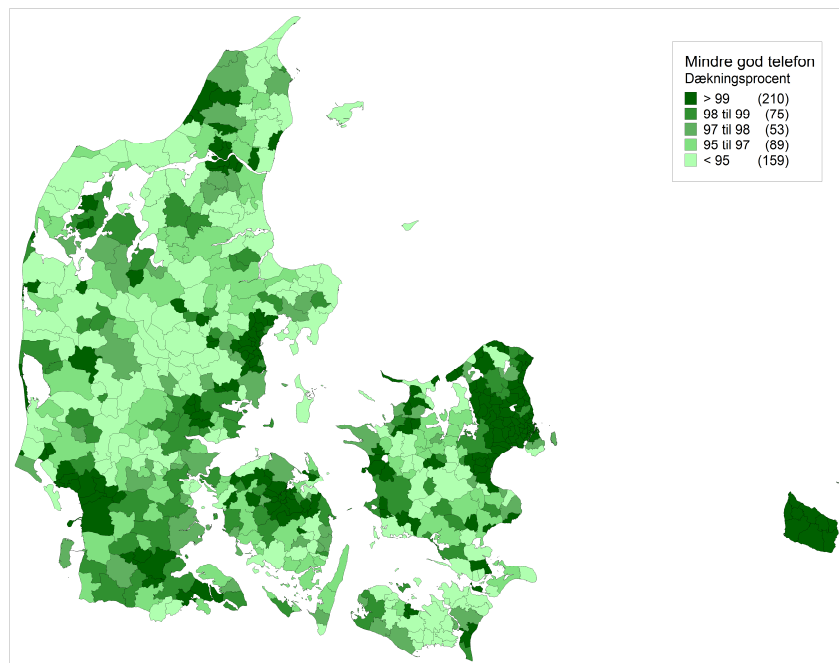 Mindre god telefon
Dækningsprocent
> 99 (210)
98 til 99 (75)
97 til 98 (53)
95 til 97 (89)
< 95 (159)